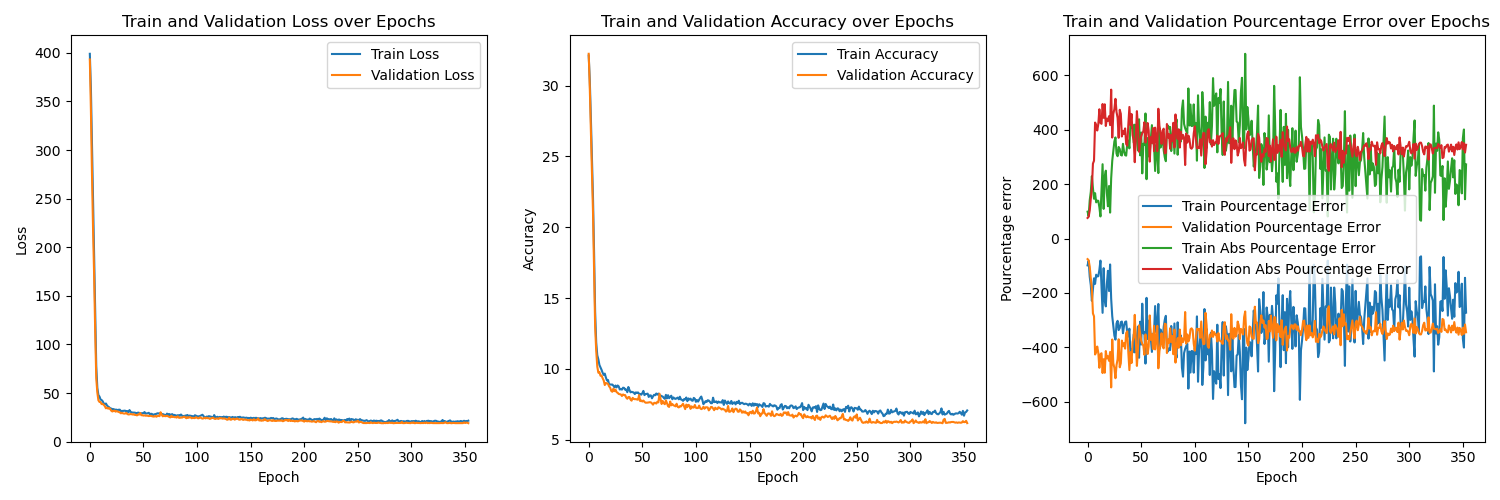 Train and Validation Loss over Epochs
400
350
300
250
200
150
100
50
0
Loss
Train Loss
Validation Loss
0 50 100 150 200 250 300 350
Epoch
Train and Validation Accuracy over Epochs
30
25
20
15
10
5
Accuracy
Train Accuracy
Validation Accuracy
0 50 100 150 200 250 300 350
Epoch
Train and Validation Pourcentage Error over Epochs
600
400
200
0
−200
−400
−600
Pourcentage error
Train Pourcentage Error
Validation Pourcentage Error
Train Abs Pourcentage Error
Validation Abs Pourcentage Error
0 50 100 150 200 250 300 350
Epoch